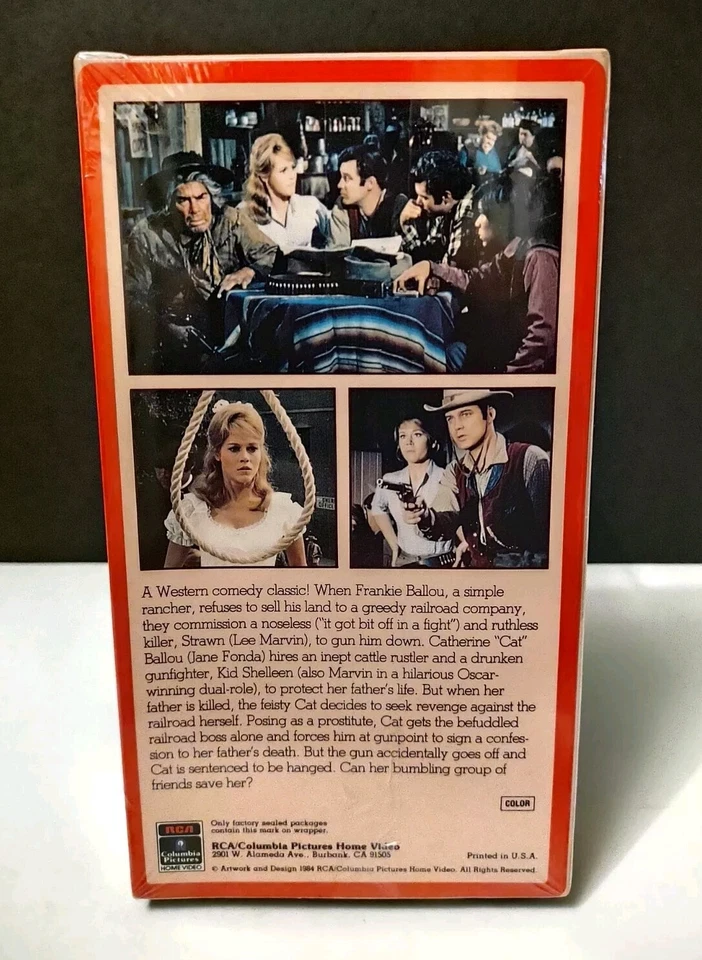 A Western comedy classic! When Frankie Ballou, a simple
rancher, refuses to sell his land to a greedy railroad company,
they commission a noseless ("it got bit off in a fight") and ruthless
killer, Strawn (Lee Marvin), to gun him down. Catherine "Cat"
Ballou (Jane Fonda) hires an inept cattle rustler and a drunken
gunfighter, Kid Shelleen (also Marvin in a hilarious Oscar-
winning dual-role), to protect her father's life. But when her
father is killed, the feisty Cat decides to seek revenge against the
railroad herself. Posing as a prostitute, Cat gets the befuddled
railroad boss alone and forces him at gunpoint to sign a confes-
sion to her father's death. But the gun accidentally goes off and
Cat is sentenced to be hanged. Can her bumbling group of
friends save her?
COLOR
Only factory sealed packages
contain this mark on wrapper.
RCA
Columbia
Pictures
HOME VIDEO
RCA/Columbia Pictures Home Video
2901 W. Alameda Ave., Burbank, CA 91505
Printed in U.S.A.
© Artwork and Design 1984 RCA/Columbia Pictures Home Video. All Rights Reserved.